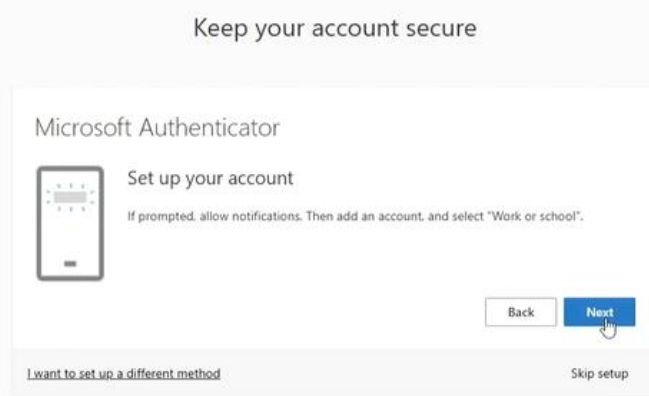 Keep your account secure
Microsoft Authenticator
Set up your account
If prompted, allow notifications. Then add an account, and select "Work or school".
Back
Next
I want to set up a different method
Skip setup